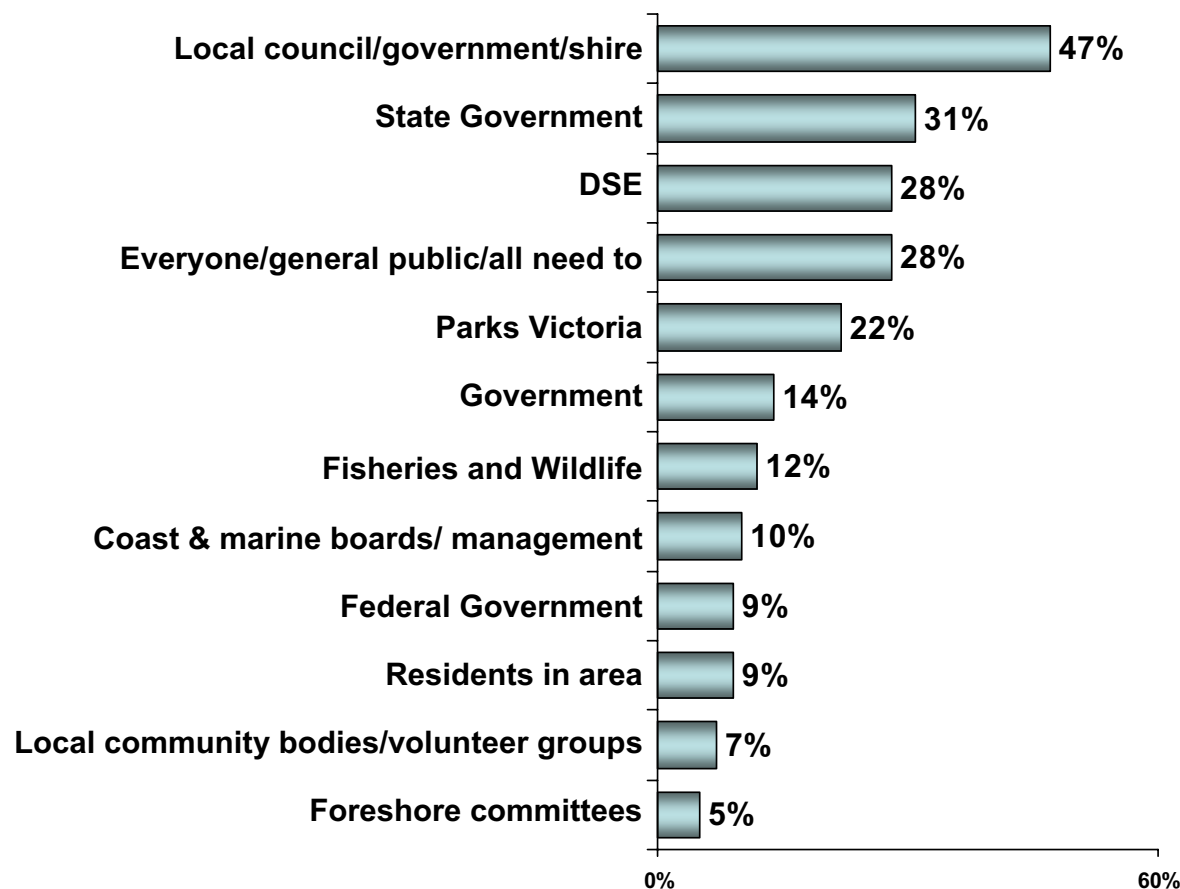 Local council/government/shire 47%
State Government 31%
DSE 28%
Everyone/general public/all need to 28%
Parks Victoria 22%
Government 14%
Fisheries and Wildlife 12%
Coast & marine boards/ management 10%
Federal Government 9%
Residents in area 9%
Local community bodies/volunteer groups 7%
Foreshore committees 5%
0% 60%